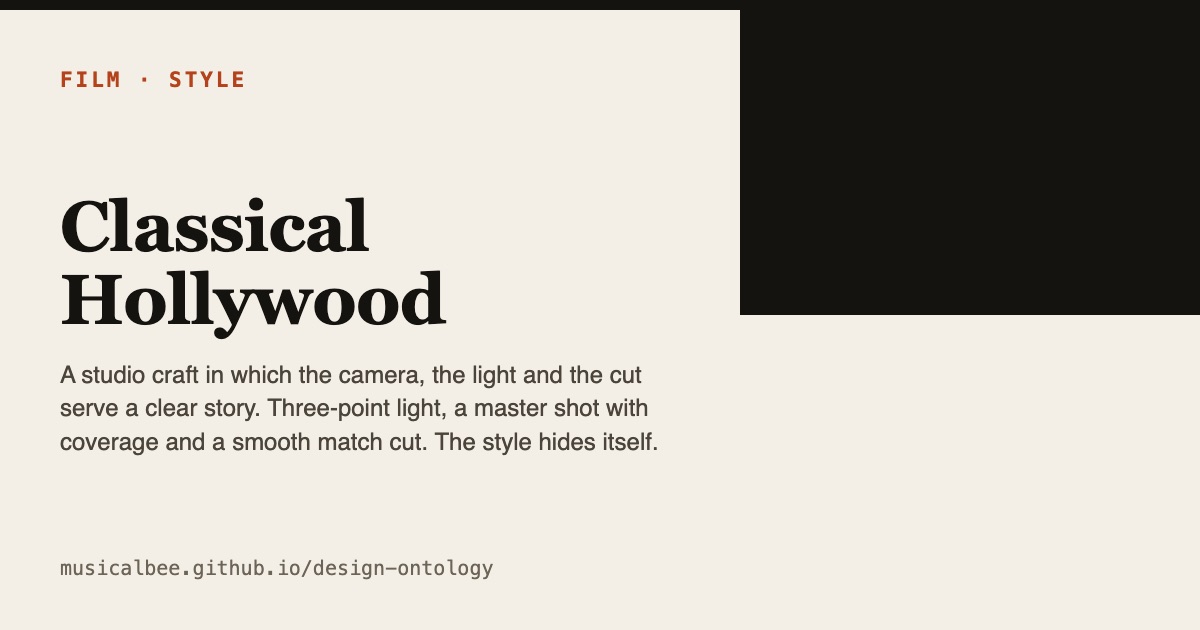 FILM · STYLE
Classical
Hollywood
A studio craft in which the camera, the light and the cut
serve a clear story. Three-point light, a master shot with
coverage and a smooth match cut. The style hides itself.
musicalbee.github.io/design-ontology